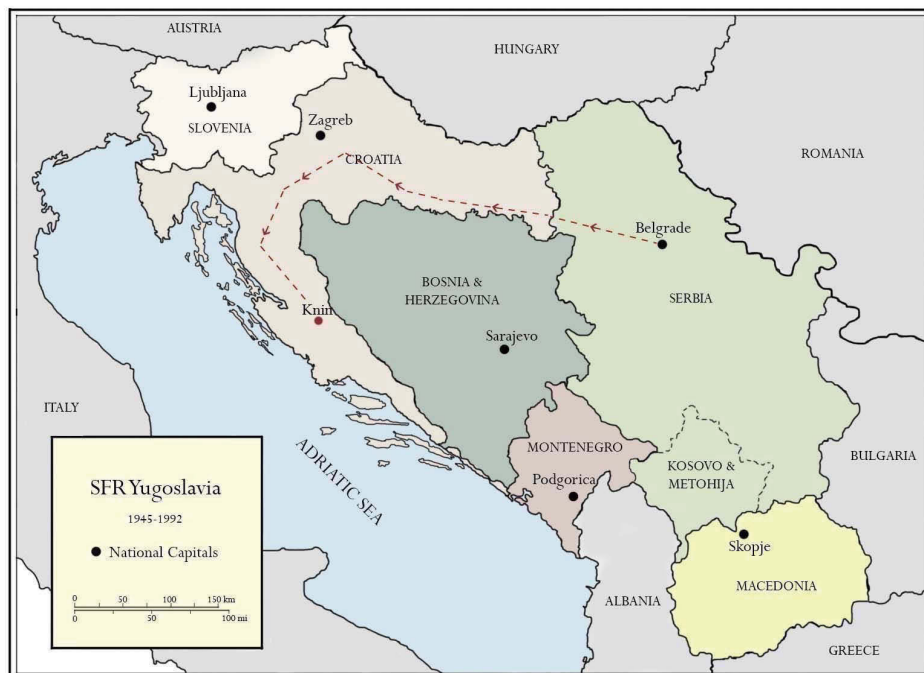 AUSTRIA
HUNGARY
Ljubljana
SLOVENIA
Zagreb
CROATIA
ROMANIA
Belgrade
BOSNIA &
HERZEGOVINA
SERBIA
Knin
Sarajevo
ITALY
ADRIATIC SEA
MONTENEGRO
Podgorica
KOSOVO &
METOHIJA
BULGARIA
Skopje
MACEDONIA
ALBANIA
GREECE
SFR Yugoslavia
1945-1992
National Capitals
0 50 100 150 km
0 50 100 mi